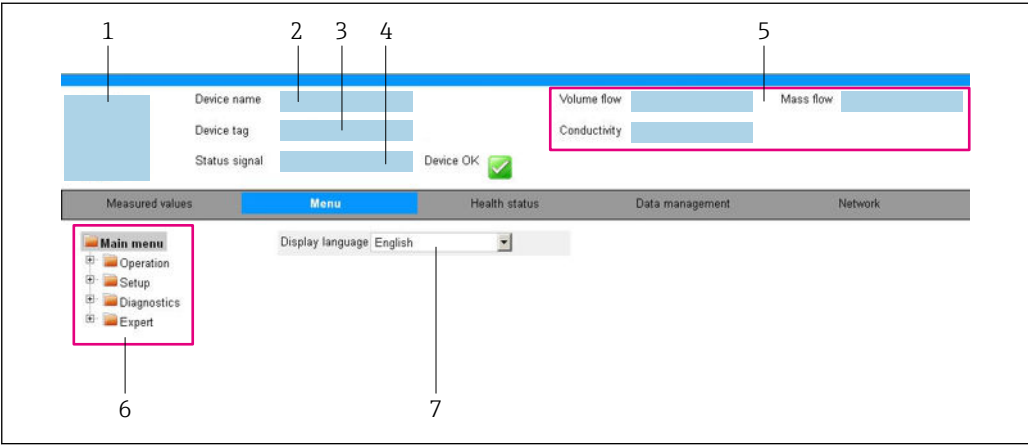 1 2 3 4 5
Device name Volume flow Mass flow
Device tag Conductivity
Status signal Device OK
Measured values Menu Health status Data management Network
Main menu Display language English
Operation
Setup
Diagnostics
Expert
6 7